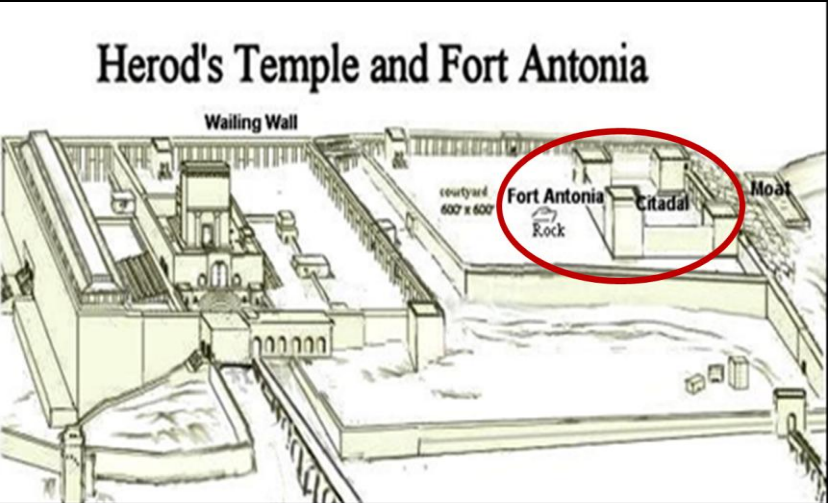 Herod's Temple and Fort Antonia
Wailing Wall
courtyard
600' x 600'
Fort Antonia
Rock
Citadal
Moat